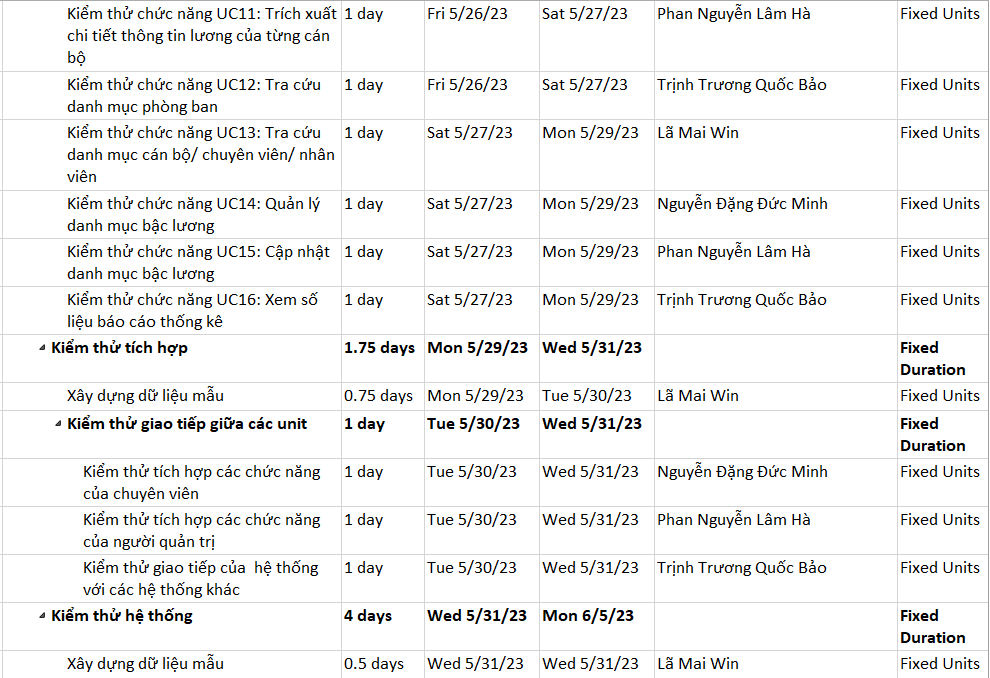 Kiểm thử chức năng UC11: Trích xuất 1 day Fri 5/26/23 Sat 5/27/23 Phan Nguyễn Lâm Hà Fixed Units
chi tiết thông tin lương của từng cán
bộ
Kiểm thử chức năng UC12: Tra cứu 1 day Fri 5/26/23 Sat 5/27/23 Trịnh Trương Quốc Bảo Fixed Units
danh mục phòng ban
Kiểm thử chức năng UC13: Tra cứu 1 day Sat 5/27/23 Mon 5/29/23 Lã Mai Win Fixed Units
danh mục cán bộ/ chuyên viên/ nhân
viên
Kiểm thử chức năng UC14: Quản lý 1 day Sat 5/27/23 Mon 5/29/23 Nguyễn Đặng Đức Minh Fixed Units
danh mục bậc lương
Kiểm thử chức năng UC15: Cập nhật 1 day Sat 5/27/23 Mon 5/29/23 Phan Nguyễn Lâm Hà Fixed Units
danh mục bậc lương
Kiểm thử chức năng UC16: Xem số 1 day Sat 5/27/23 Mon 5/29/23 Trịnh Trương Quốc Bảo Fixed Units
liệu báo cáo thống kê
Kiểm thử tích hợp 1.75 days Mon 5/29/23 Wed 5/31/23 Fixed
Duration
Xây dựng dữ liệu mẫu 0.75 days Mon 5/29/23 Tue 5/30/23 Lã Mai Win Fixed Units
Kiểm thử giao tiếp giữa các unit 1 day Tue 5/30/23 Wed 5/31/23 Fixed
Duration
Kiểm thử tích hợp các chức năng 1 day Tue 5/30/23 Wed 5/31/23 Nguyễn Đặng Đức Minh Fixed Units
của chuyên viên
Kiểm thử tích hợp các chức năng 1 day Tue 5/30/23 Wed 5/31/23 Phan Nguyễn Lâm Hà Fixed Units
của người quản trị
Kiểm thử giao tiếp của hệ thống 1 day Tue 5/30/23 Wed 5/31/23 Trịnh Trương Quốc Bảo Fixed Units
với các hệ thống khác
Kiểm thử hệ thống 4 days Wed 5/31/23 Mon 6/5/23 Fixed
Duration
Xây dựng dữ liệu mẫu 0.5 days Wed 5/31/23 Wed 5/31/23 Lã Mai Win Fixed Units